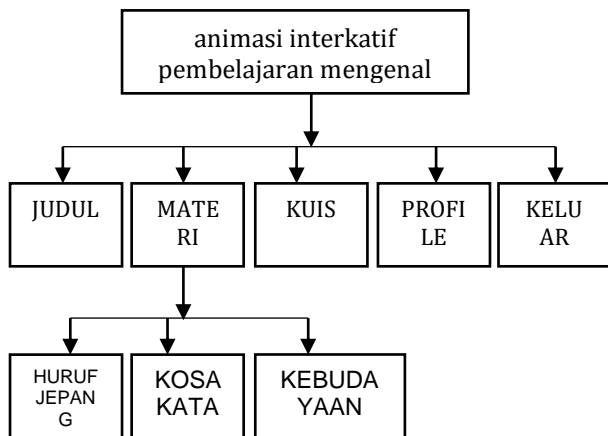 animasi interkatif
pembelajaran mengenal
JUDUL
MATE
RI
KUIS
PROFI
LE
KELU
AR
HURUF
JEPAN
G
KOSA
KATA
KEBUDA
YAAN